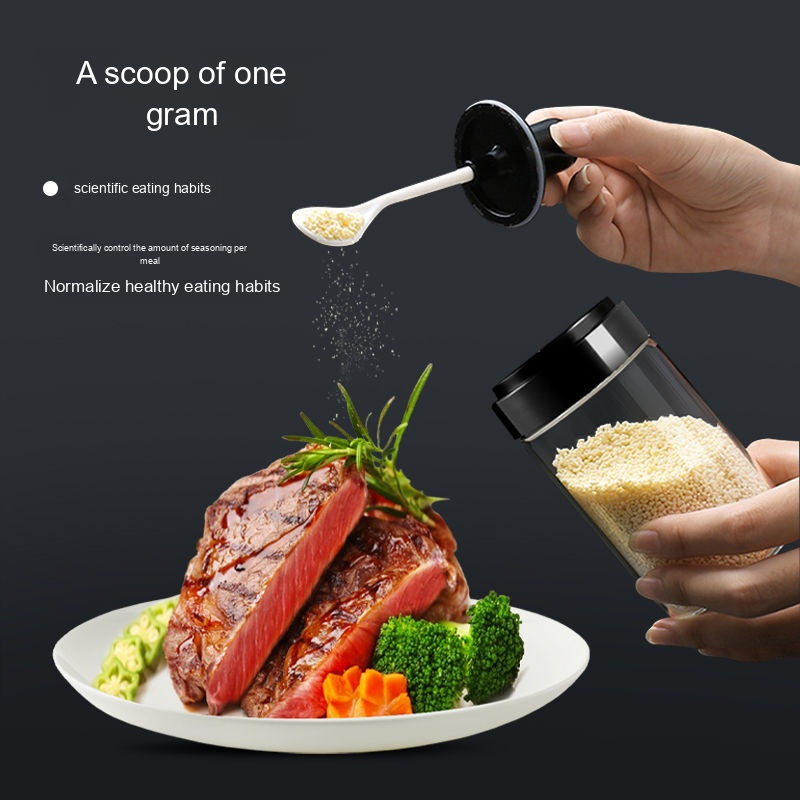 A scoop of one
gram
scientific eating habits
Scientifically control the amount of seasoning per
meal
Normalize healthy eating habits